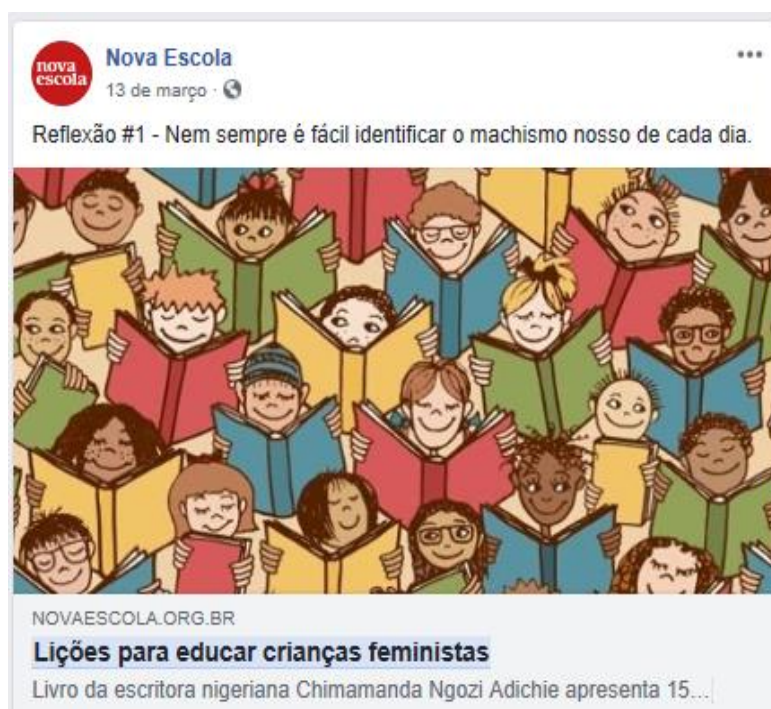 nova
escola
Nova Escola
13 de março ·
Reflexão #1 - Nem sempre é fácil identificar o machismo nosso de cada dia.
NOVAESCOLA.ORG.BR
Lições para educar crianças feministas
Livro da escritora nigeriana Chimamanda Ngozi Adichie apresenta 15...